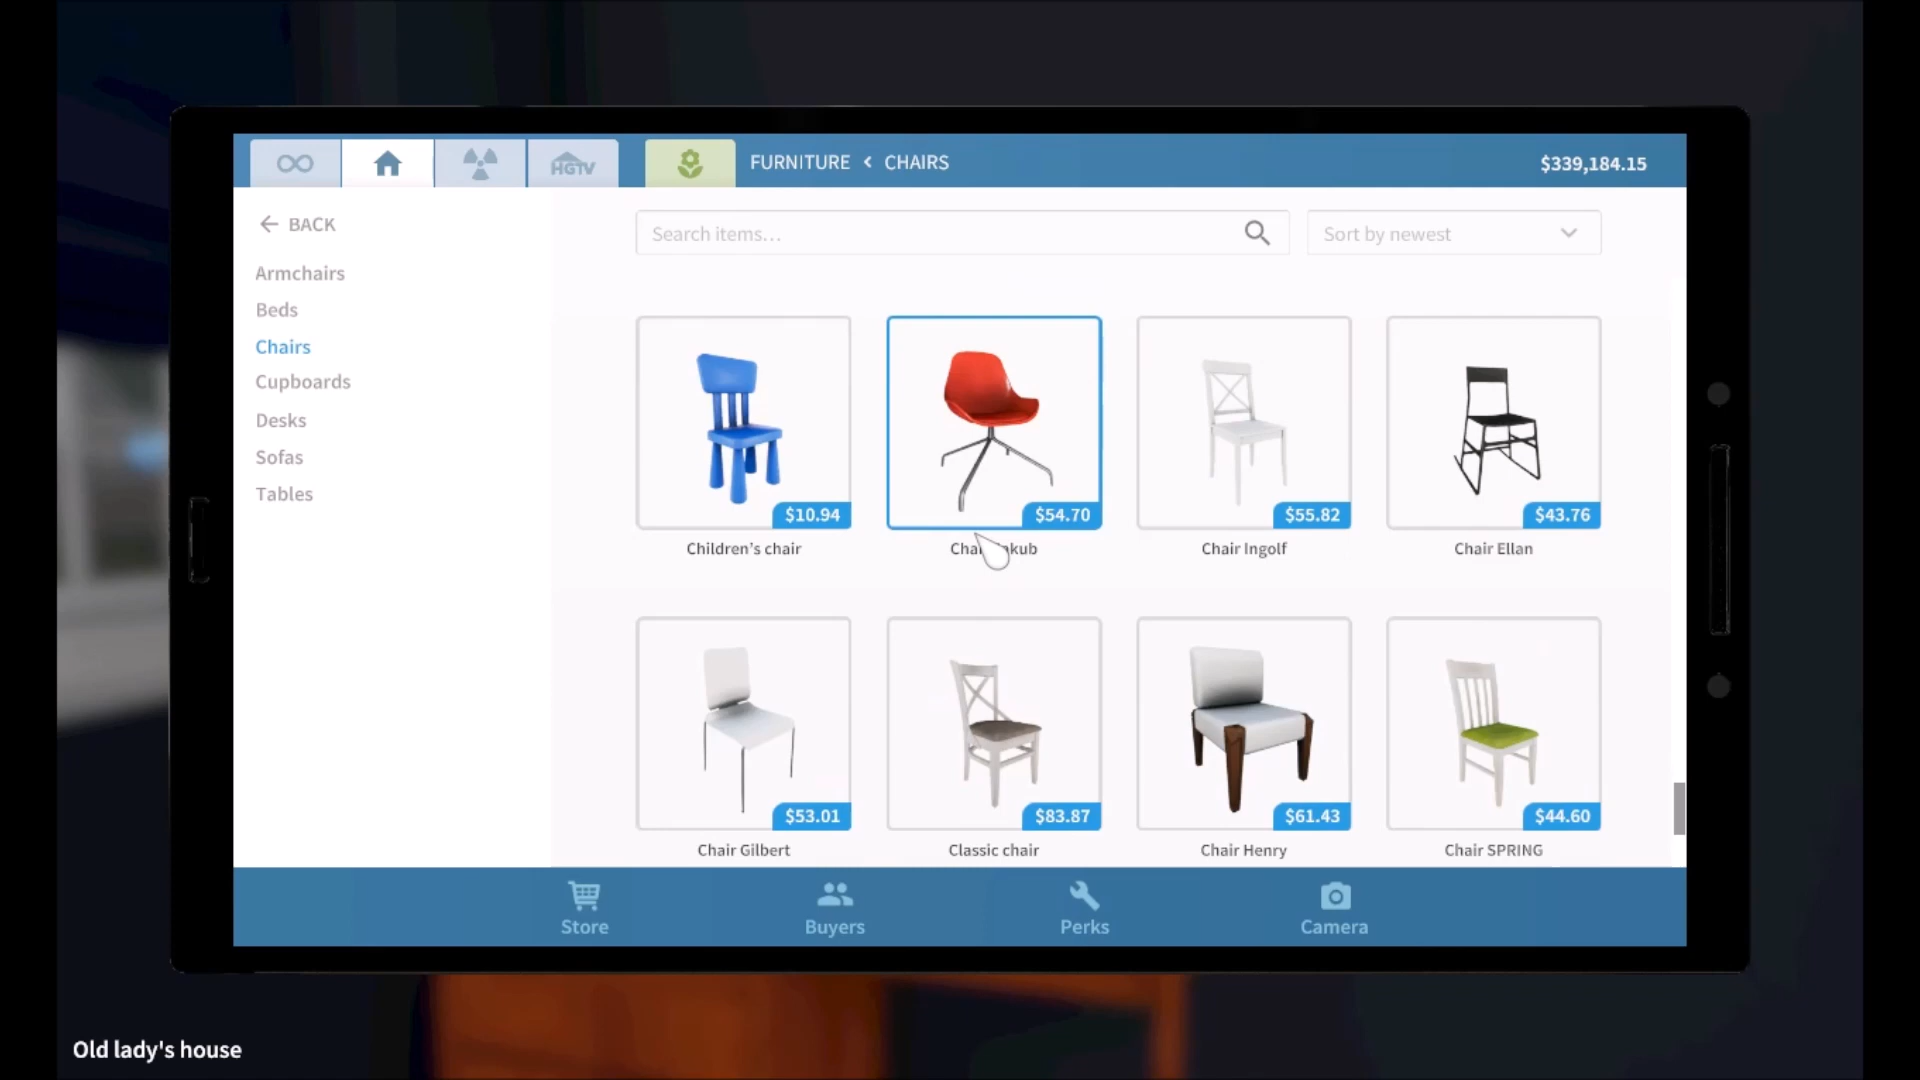 HGTV
FURNITURE < CHAIRS
$339,184.15
BACK
Search items...
Sort by newest
Armchairs
Beds
Chairs
Cupboards
Desks
Sofas
Tables
$10.94
$54.70
$55.82
$43.76
Children's chair
Chair Ingolf
Chair Ellan
$53.01
$83.87
$61.43
$44.60
Chair Gilbert
Classic chair
Chair Henry
Chair SPRING
Store
Buyers
Perks
Camera
Old lady's house